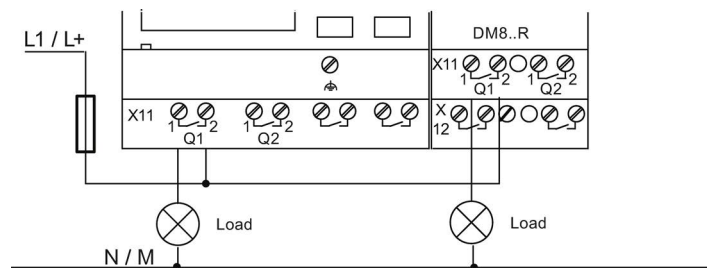 DM8..R
L1 / L+
X11
1 2 1 2
Q1 Q2
X11
1 2 1 2
Q1 Q2
X
12
Load
Load
N / M